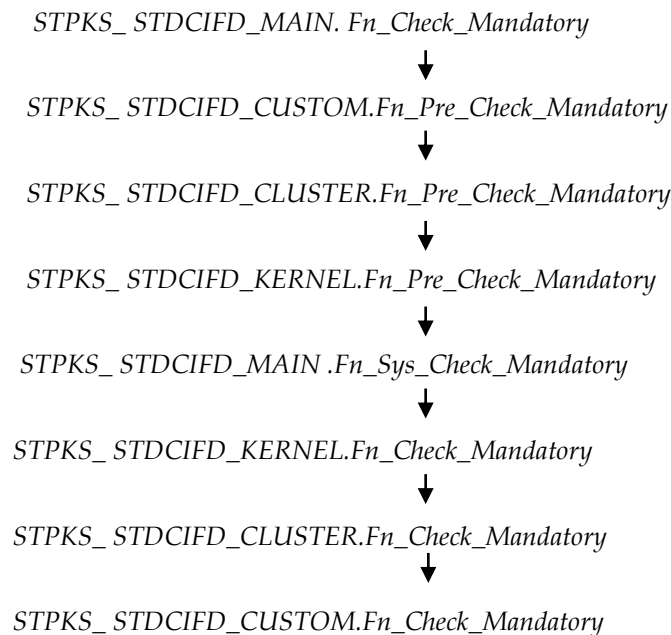 STPKS_ STDCIFD_MAIN. Fn_Check_Mandatory
STPKS_ STDCIFD_CUSTOM.Fn_Pre_Check_Mandatory
STPKS_ STDCIFD_CLUSTER.Fn_Pre_Check_Mandatory
STPKS_ STDCIFD_KERNEL.Fn_Pre_Check_Mandatory
STPKS_ STDCIFD_MAIN .Fn_Sys_Check_Mandatory
STPKS_ STDCIFD_KERNEL.Fn_Check_Mandatory
STPKS_ STDCIFD_CLUSTER.Fn_Check_Mandatory
STPKS_ STDCIFD_CUSTOM.Fn_Check_Mandatory